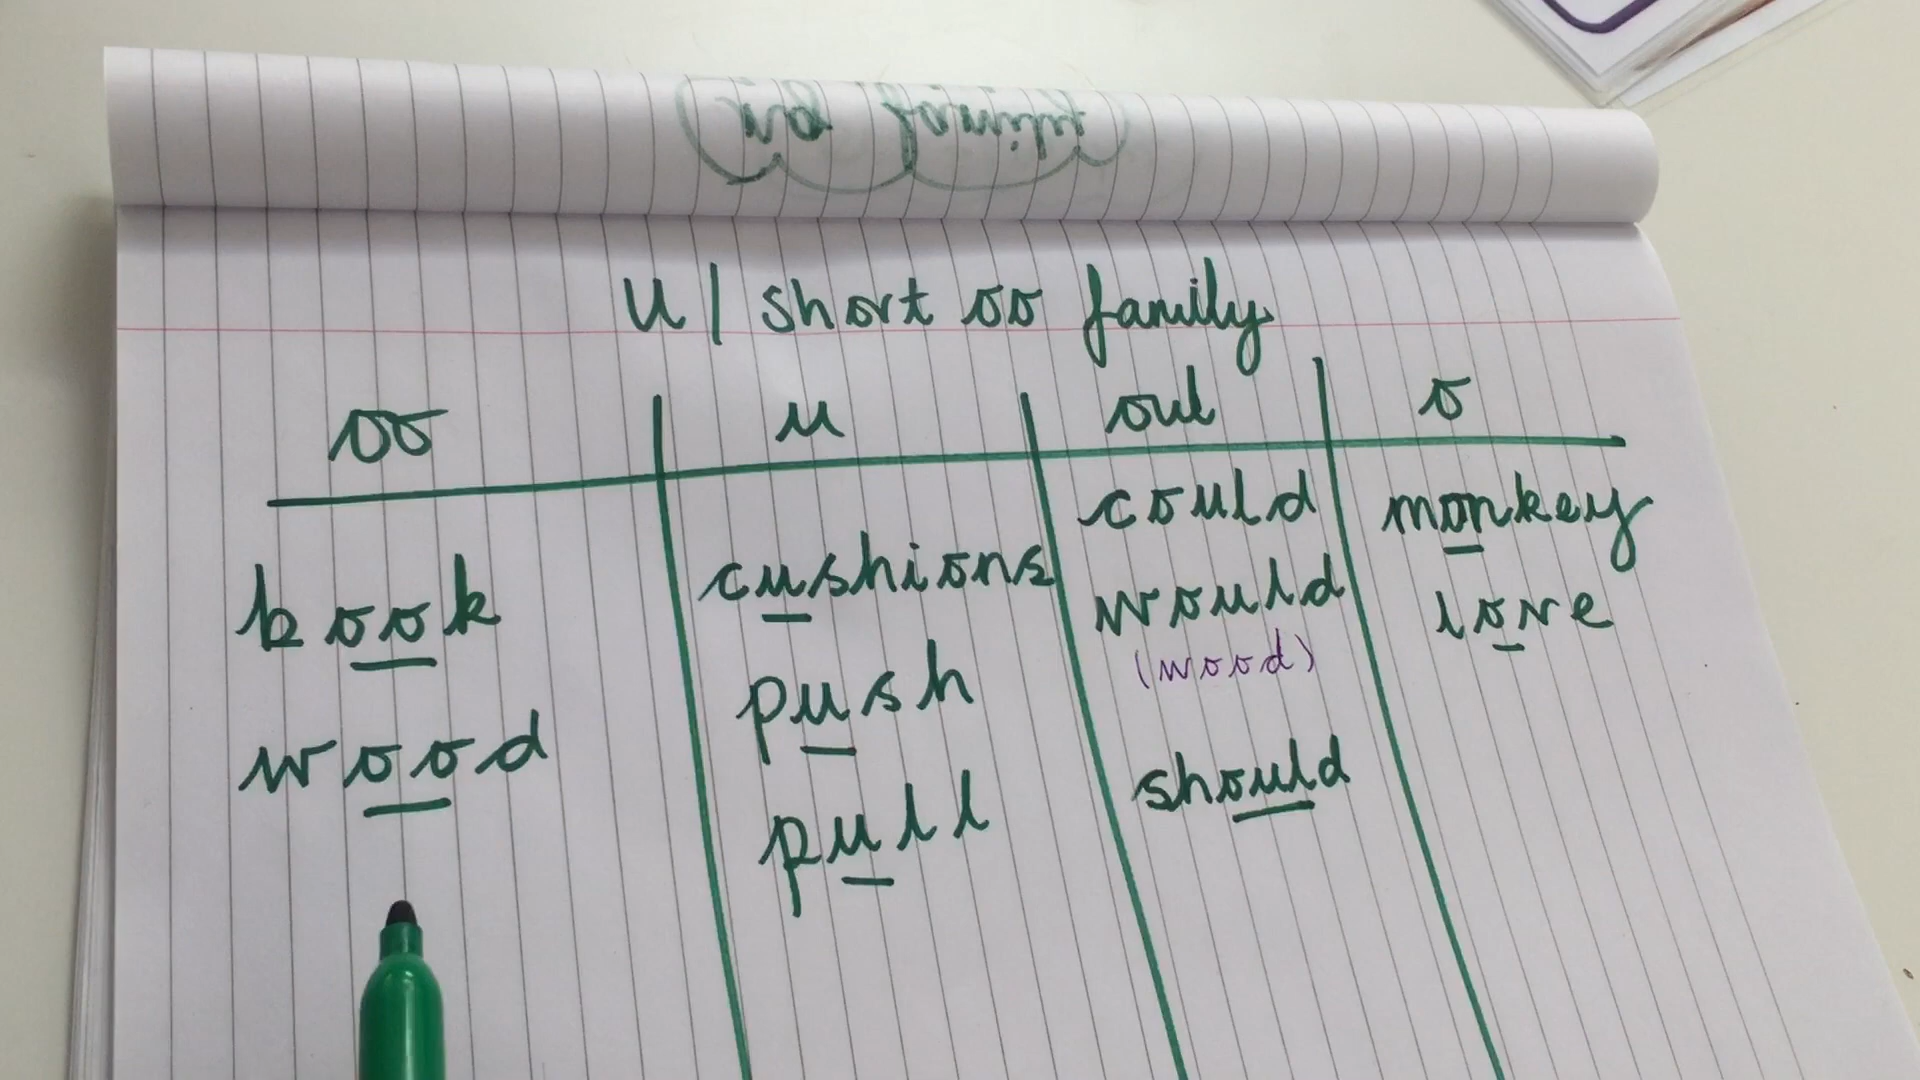 u / short oo family
oo
u
oul
o
book
wood
cushions
push
pull
could
would
(wood)
should
monkey
love